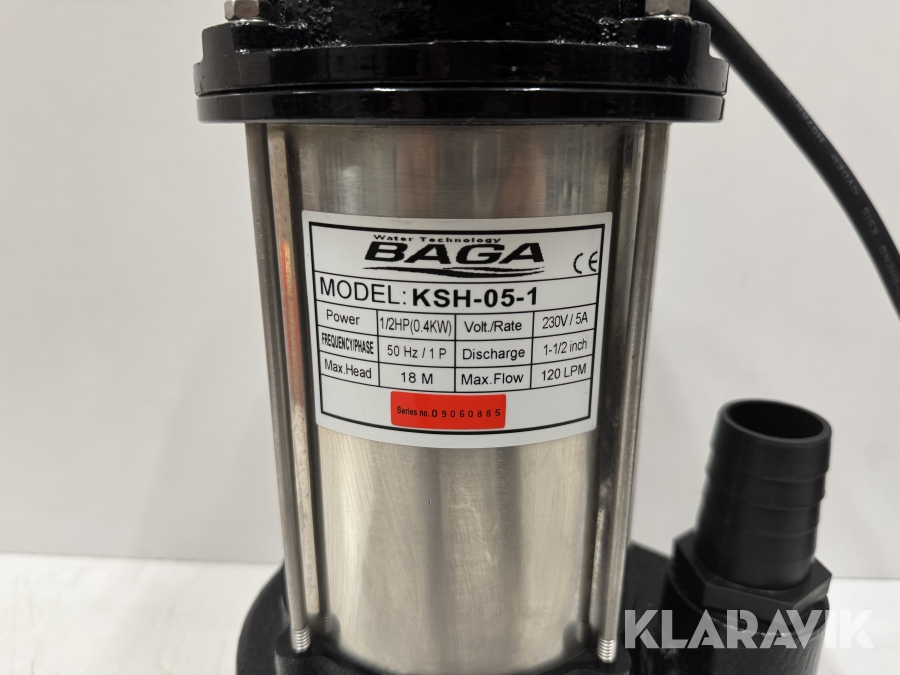 Water Technology
BAGA
CE
MODEL: KSH-05-1
Power 1/2HP(0.4KW) Volt./Rate 230V / 5A
FREQUENCY/PHASE 50 Hz / 1 P Discharge 1-1/2 inch
Max.Head 18 M Max.Flow 120 LPM
Series no. 09060885
KLARAVIK